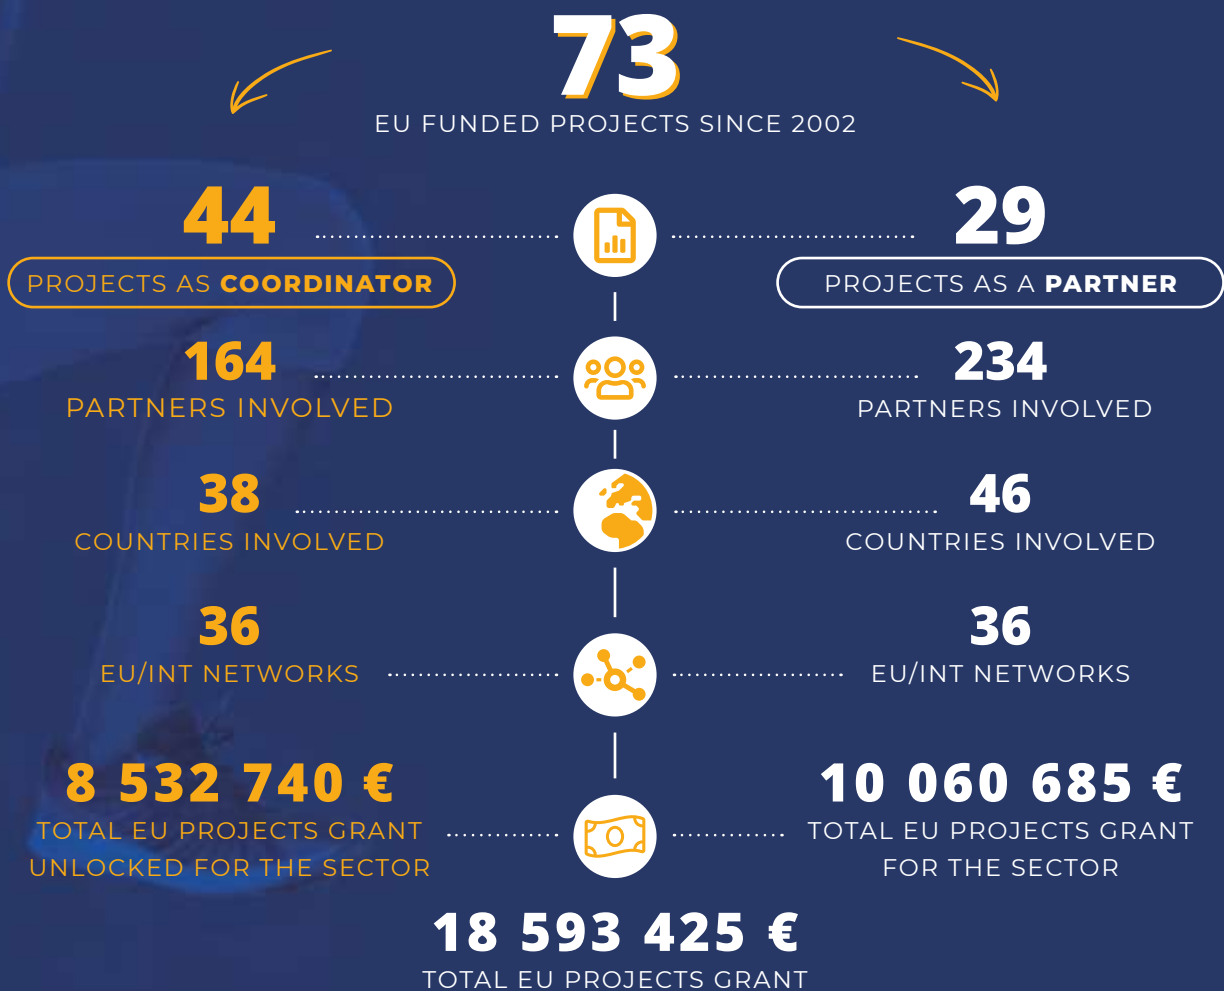 73
EU FUNDED PROJECTS SINCE 2002
44
PROJECTS AS COORDINATOR
29
PROJECTS AS A PARTNER
164
PARTNERS INVOLVED
234
PARTNERS INVOLVED
38
COUNTRIES INVOLVED
46
COUNTRIES INVOLVED
36
EU/INT NETWORKS
36
EU/INT NETWORKS
8 532 740 €
TOTAL EU PROJECTS GRANT
UNLOCKED FOR THE SECTOR
10 060 685 €
TOTAL EU PROJECTS GRANT
FOR THE SECTOR
18 593 425 €
TOTAL EU PROJECTS GRANT